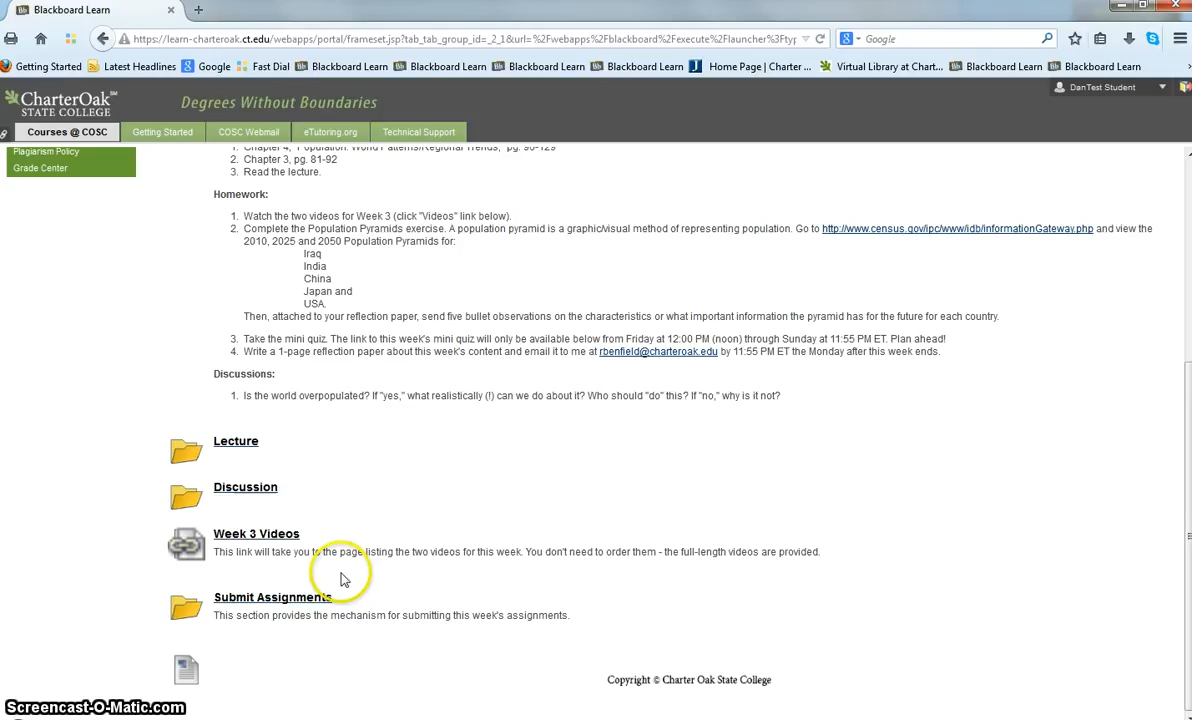 Blackboard Learn
https://learn-charteroak.ct.edu/webapps/portal/frameset.jsp?tab_tab_group_id=_2_1&url=%2Fwebapps%2Fblackboard%2Fexecute%2Flauncher%3Ftyp
Google
Getting Started Latest Headlines Google Fast Dial Blackboard Learn Blackboard Learn Blackboard Learn Blackboard Learn Home Page | Charter ... Virtual Library at Chart... Blackboard Learn Blackboard Learn
CharterOak
STATE COLLEGE
Degrees Without Boundaries
DanTest Student
Courses @ COSC Getting Started COSC Webmail eTutoring.org Technical Support
Plagiarism Policy
Grade Center
1. Chapter 4, "Population: World Patterns/Regional Trends," pg. 90-129
2. Chapter 3, pg. 81-92
3. Read the lecture.
Homework:
1. Watch the two videos for Week 3 (click "Videos" link below).
2. Complete the Population Pyramids exercise. A population pyramid is a graphic/visual method of representing population. Go to http://www.census.gov/ipc/www/idb/informationGateway.php and view the
2010, 2025 and 2050 Population Pyramids for:
Iraq
India
China
Japan and
USA.
Then, attached to your reflection paper, send five bullet observations on the characteristics or what important information the pyramid has for the future for each country.
3. Take the mini quiz. The link to this week's mini quiz will only be available below from Friday at 12:00 PM (noon) through Sunday at 11:55 PM ET. Plan ahead!
4. Write a 1-page reflection paper about this week's content and email it to me at rbenfield@charteroak.edu by 11:55 PM ET the Monday after this week ends.
Discussions:
1. Is the world overpopulated? If "yes," what realistically (!) can we do about it? Who should "do" this? If "no," why is it not?
Lecture
Discussion
Week 3 Videos
This link will take you to the page listing the two videos for this week. You don't need to order them - the full-length videos are provided.
Submit Assignments
This section provides the mechanism for submitting this week's assignments.
Copyright © Charter Oak State College
Screencast-O-Matic.com